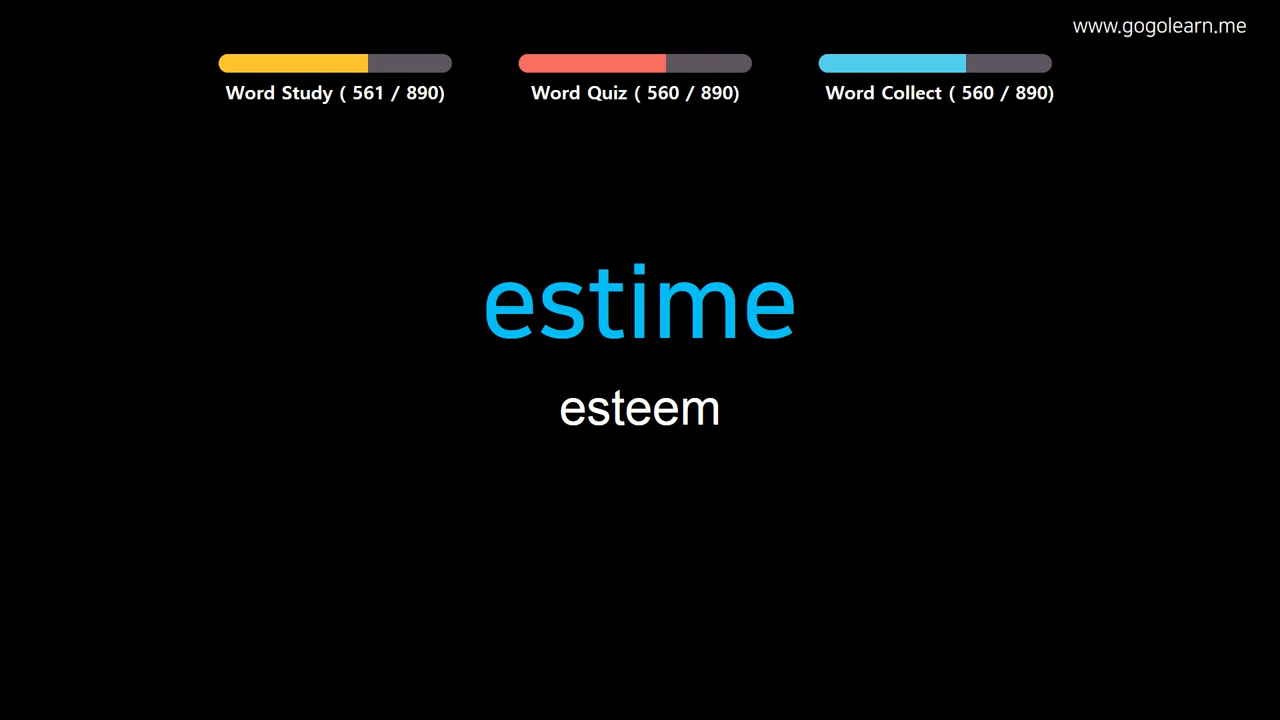 www.gogolearn.me
Word Study ( 561 / 890)
Word Quiz ( 560 / 890)
Word Collect ( 560 / 890)
estime
esteem